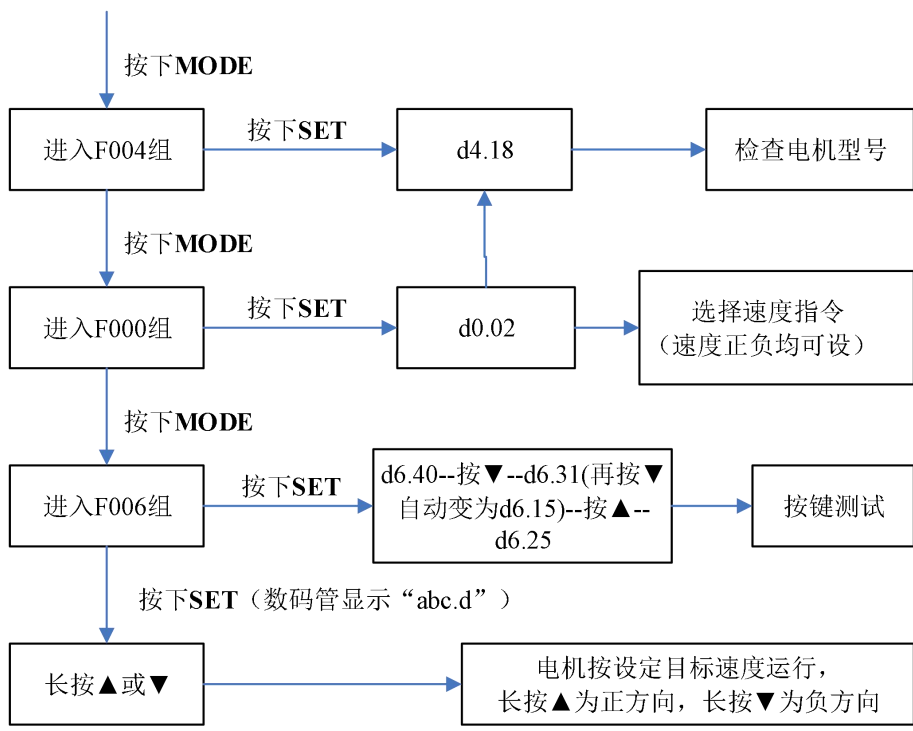 按下MODE
进入F004组
按下SET
d4.18
检查电机型号
按下MODE
进入F000组
按下SET
d0.02
选择速度指令
（速度正负均可设）
按下MODE
进入F006组
按下SET
d6.40--按▼--d6.31(再按▼
自动变为d6.15)--按▲--
d6.25
按键测试
按下SET（数码管显示“abc.d”）
长按▲或▼
电机按设定目标速度运行，
长按▲为正方向，长按▼为负方向